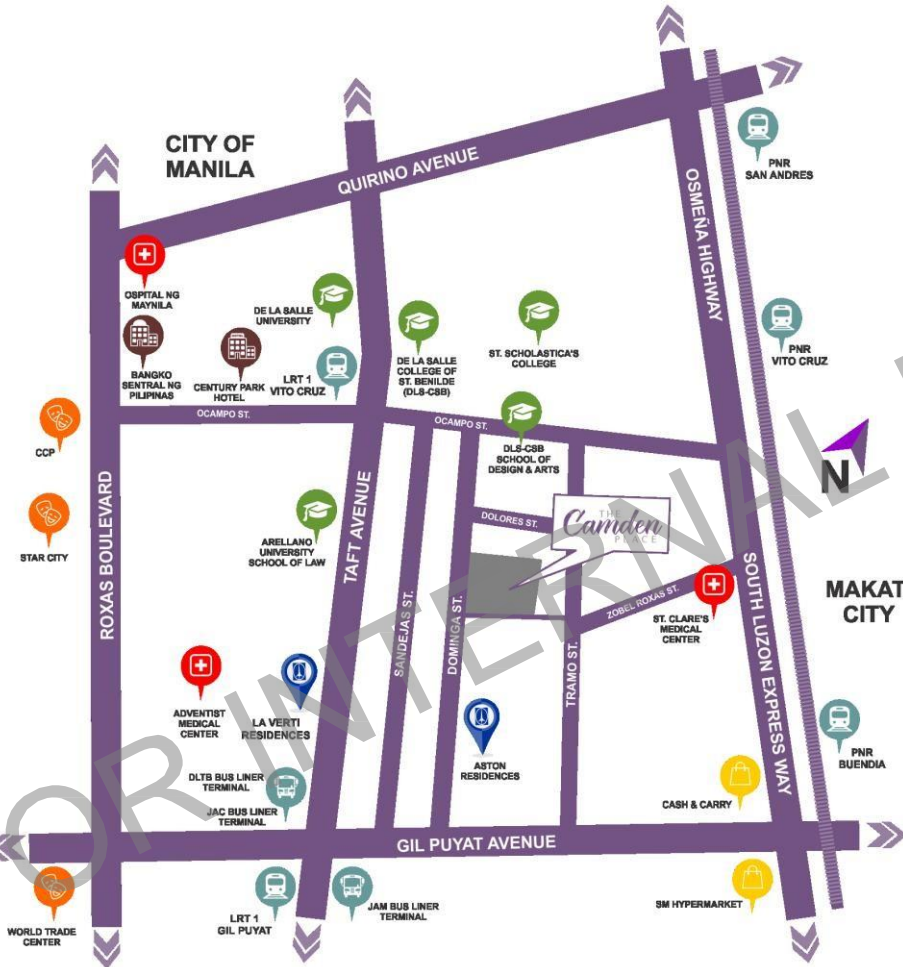 CITY OF
MANILA
QUIRINO AVENUE
OSMEÑA HIGHWAY
PNR
SAN ANDRES
OSPITAL NG
MAYNILA
DE LA SALLE
UNIVERSITY
BANGKO
SENTRAL NG
PILIPINAS
CENTURY PARK
HOTEL
LRT 1
VITO CRUZ
DE LA SALLE
COLLEGE OF
ST. BENILDE
(DLS-CSB)
ST. SCHOLASTICA'S
COLLEGE
PNR
VITO CRUZ
OCAMPO ST.
OCAMPO ST.
CCP
DLS-CSB
SCHOOL OF
DESIGN & ARTS
N
STAR CITY
ROXAS BOULEVARD
ARELLANO
UNIVERSITY
SCHOOL OF LAW
TAFT AVENUE
DOLORES ST.
THE
Camden
PLACE
SANDEJAS ST.
DOMINGA ST.
TRAMO ST.
ZOBEL ROXAS ST.
ST. CLARE'S
MEDICAL
CENTER
SOUTH LUZON EXPRESS WAY
MAKAT
CITY
ADVENTIST
MEDICAL
CENTER
LA VERTI
RESIDENCES
ASTON
RESIDENCES
PNR
BUENDIA
DLTB BUS LINER
TERMINAL
JAC BUS LINER
TERMINAL
CASH & CARRY
GIL PUYAT AVENUE
WORLD TRADE
CENTER
LRT 1
GIL PUYAT
JAM BUS LINER
TERMINAL
SM HYPERMARKET
OR INTERNAL